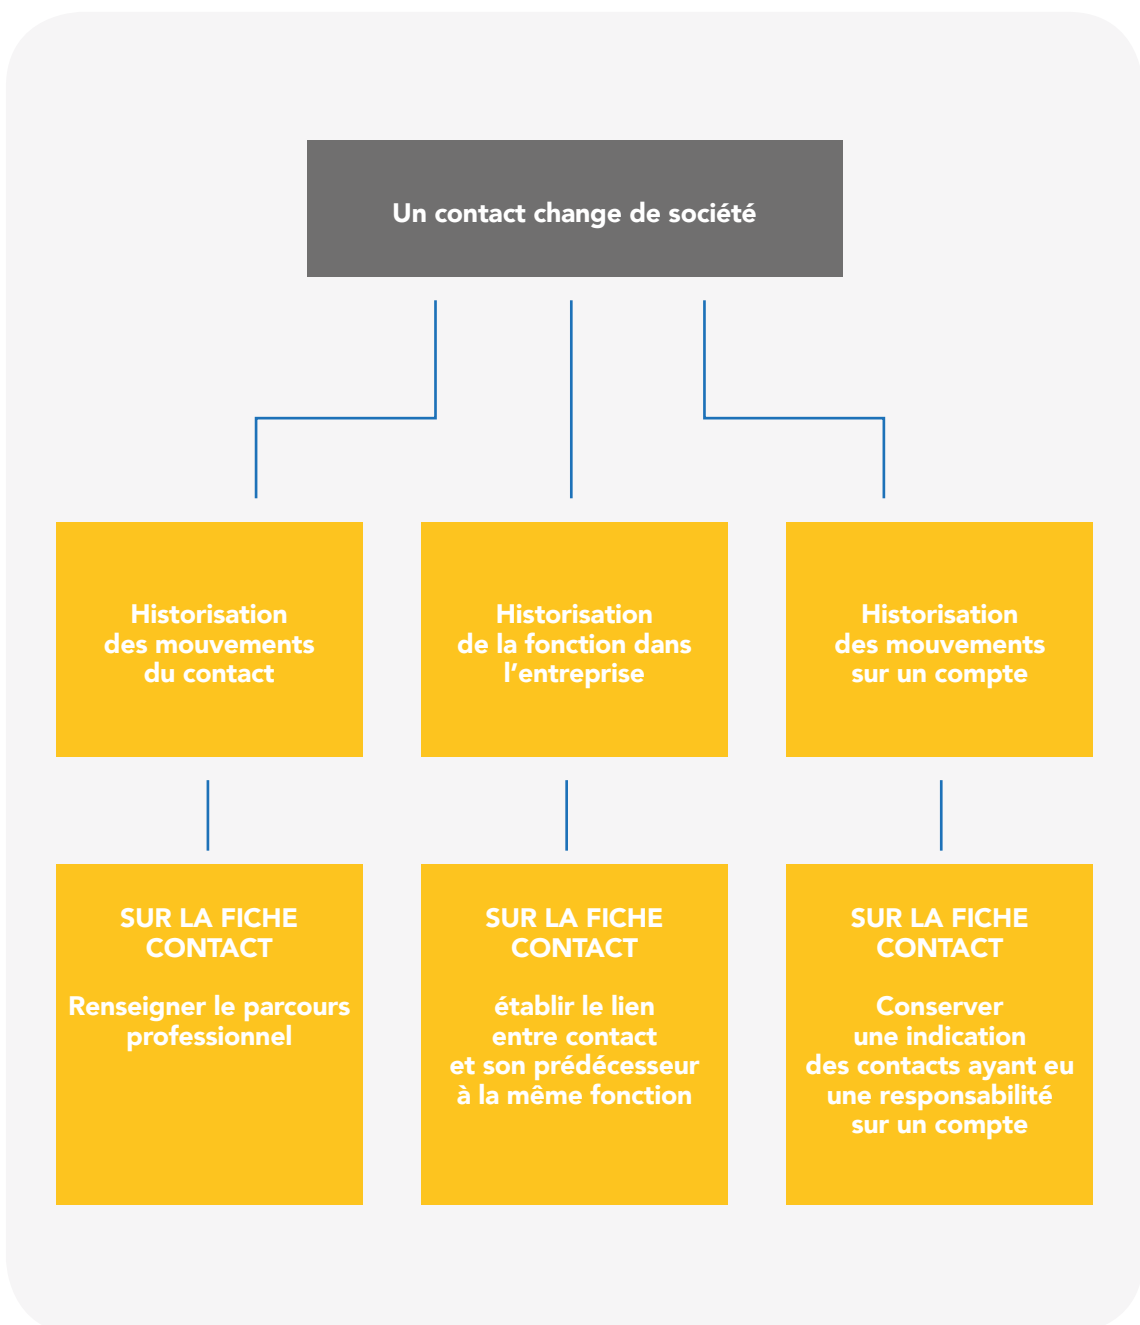 Un contact change de société
Historisation
des mouvements
du contact
Historisation
de la fonction dans
l’entreprise
Historisation
des mouvements
sur un compte
SUR LA FICHE
CONTACT
Renseigner le parcours
professionnel
SUR LA FICHE
CONTACT
établir le lien
entre contact
et son prédécesseur
à la même fonction
SUR LA FICHE
CONTACT
Conserver
une indication
des contacts ayant eu
une responsabilité
sur un compte